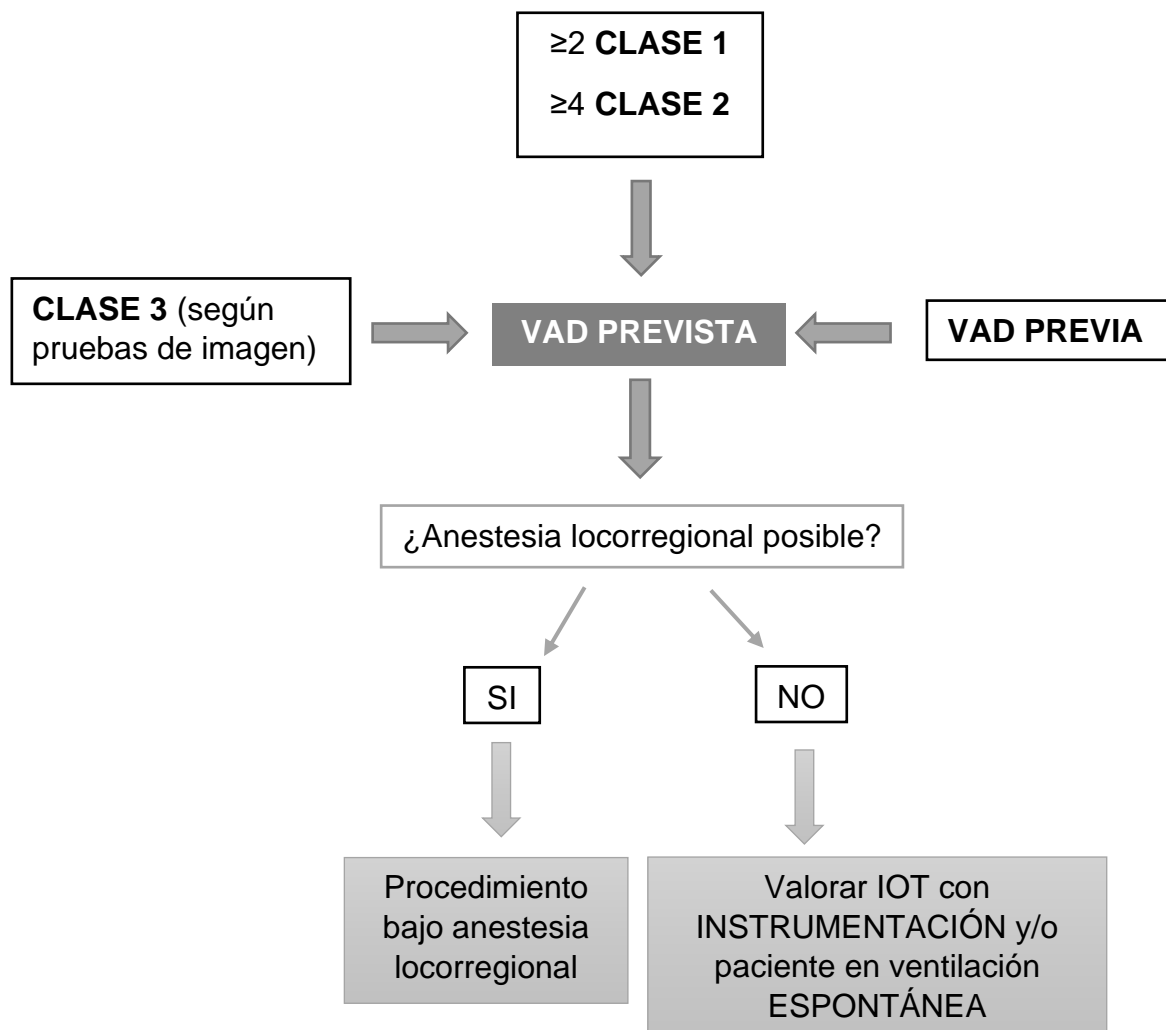 ≥2 CLASE 1
≥4 CLASE 2
CLASE 3 (según
pruebas de imagen)
VAD PREVISTA
VAD PREVIA
¿Anestesia locorregional posible?
SI
NO
Procedimiento
bajo anestesia
locorregional
Valorar IOT con
INSTRUMENTACIÓN y/o
paciente en ventilación
ESPONTÁNEA